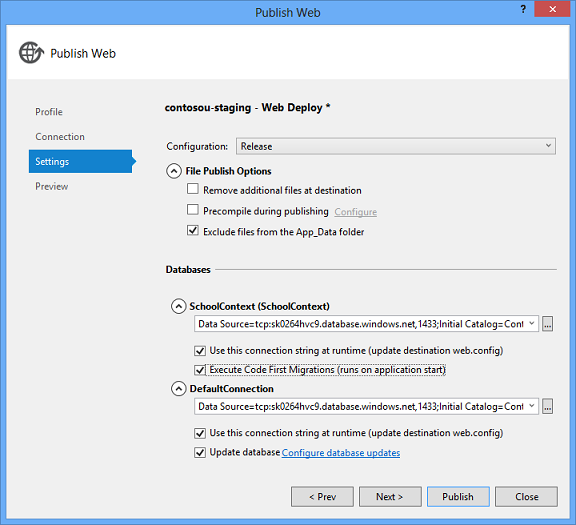 Publish Web
?
Publish Web
Profile
Connection
Settings
Preview
contosou-staging - Web Deploy *
Configuration: Release
File Publish Options
Remove additional files at destination
Precompile during publishing Configure
Exclude files from the App_Data folder
Databases
SchoolContext (SchoolContext)
Data Source=tcp:sk0264hvc9.database.windows.net,1433;Initial Catalog=Cont ...
Use this connection string at runtime (update destination web.config)
Execute Code First Migrations (runs on application start)
DefaultConnection
Data Source=tcp:sk0264hvc9.database.windows.net,1433;Initial Catalog=Cont ...
Use this connection string at runtime (update destination web.config)
Update database Configure database updates
< Prev Next > Publish Close